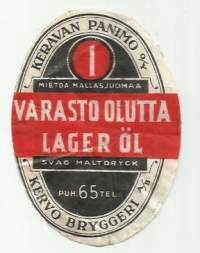 KERAVAN PANIMO O/Y
I
MIETOA MALLASJUOMAA
VARASTO OLUTTA
LAGER ÖL
SVAG MALTDRYCK
PUH. 65 TEL.
KERVO BRYGGERI A/B